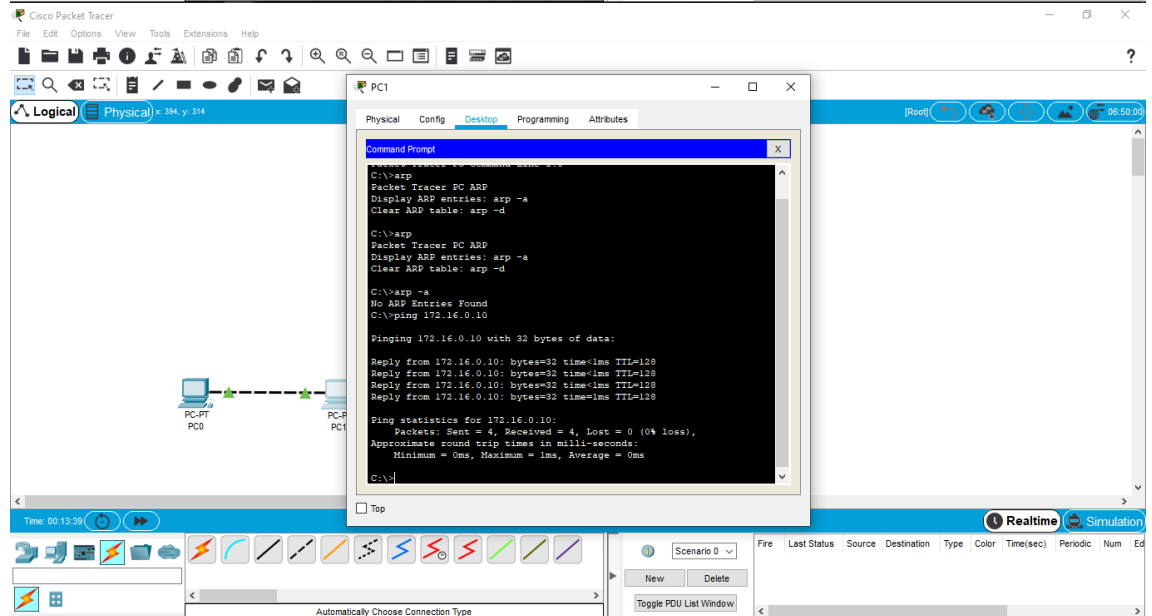 Cisco Packet Tracer
File Edit Options View Tools Extensions Help
?
Logical Physical x: 394, y: 314
[Root] 06:50:00
PC-PT
PC0
PC1
PC1
Physical Config Desktop Programming Attributes
Command Prompt X
Packet Tracer PC Command Line 1.0
C:\>arp
Packet Tracer PC ARP
Display ARP entries: arp -a
Clear ARP table: arp -d
C:\>arp
Packet Tracer PC ARP
Display ARP entries: arp -a
Clear ARP table: arp -d
C:\>arp -a
No ARP Entries Found
C:\>ping 172.16.0.10
Pinging 172.16.0.10 with 32 bytes of data:
Reply from 172.16.0.10: bytes=32 time<1ms TTL=128
Reply from 172.16.0.10: bytes=32 time<1ms TTL=128
Reply from 172.16.0.10: bytes=32 time<1ms TTL=128
Reply from 172.16.0.10: bytes=32 time=1ms TTL=128
Ping statistics for 172.16.0.10:
Packets: Sent = 4, Received = 4, Lost = 0 (0% loss),
Approximate round trip times in milli-seconds:
Minimum = 0ms, Maximum = 1ms, Average = 0ms
C:\>
Top
Time: 00:13:39
Realtime Simulation
Scenario 0
New Delete
Toggle PDU List Window
Fire Last Status Source Destination Type Color Time(sec) Periodic Num Ed
Automatically Choose Connection Type